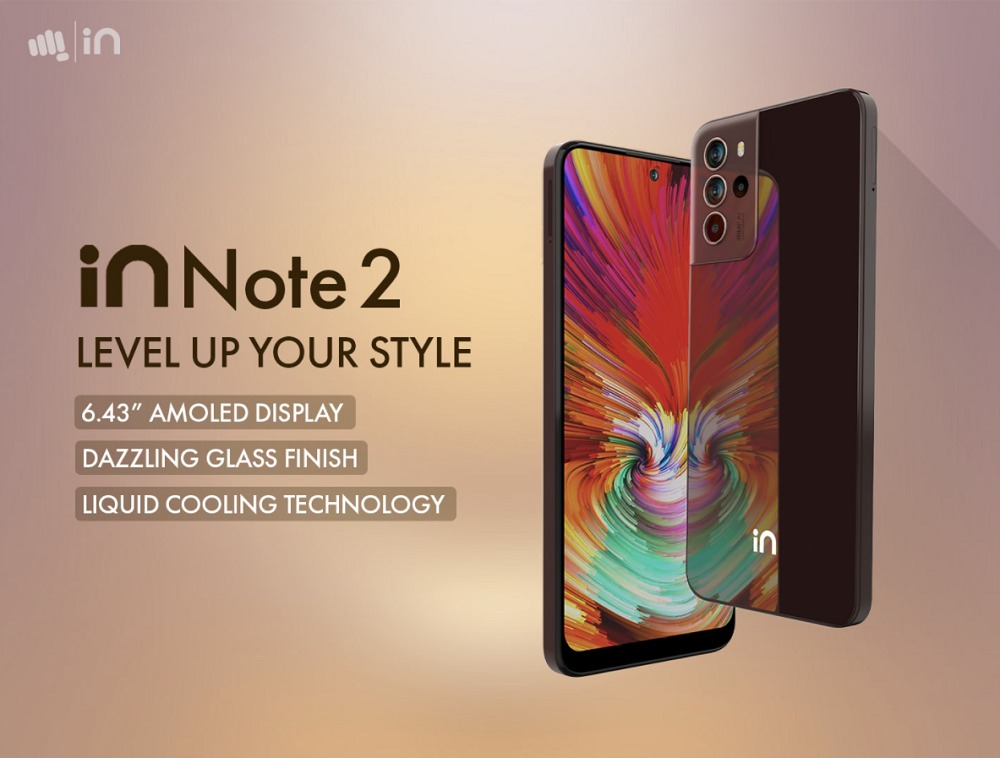 in
in Note 2
LEVEL UP YOUR STYLE
6.43” AMOLED DISPLAY
DAZZLING GLASS FINISH
LIQUID COOLING TECHNOLOGY
in